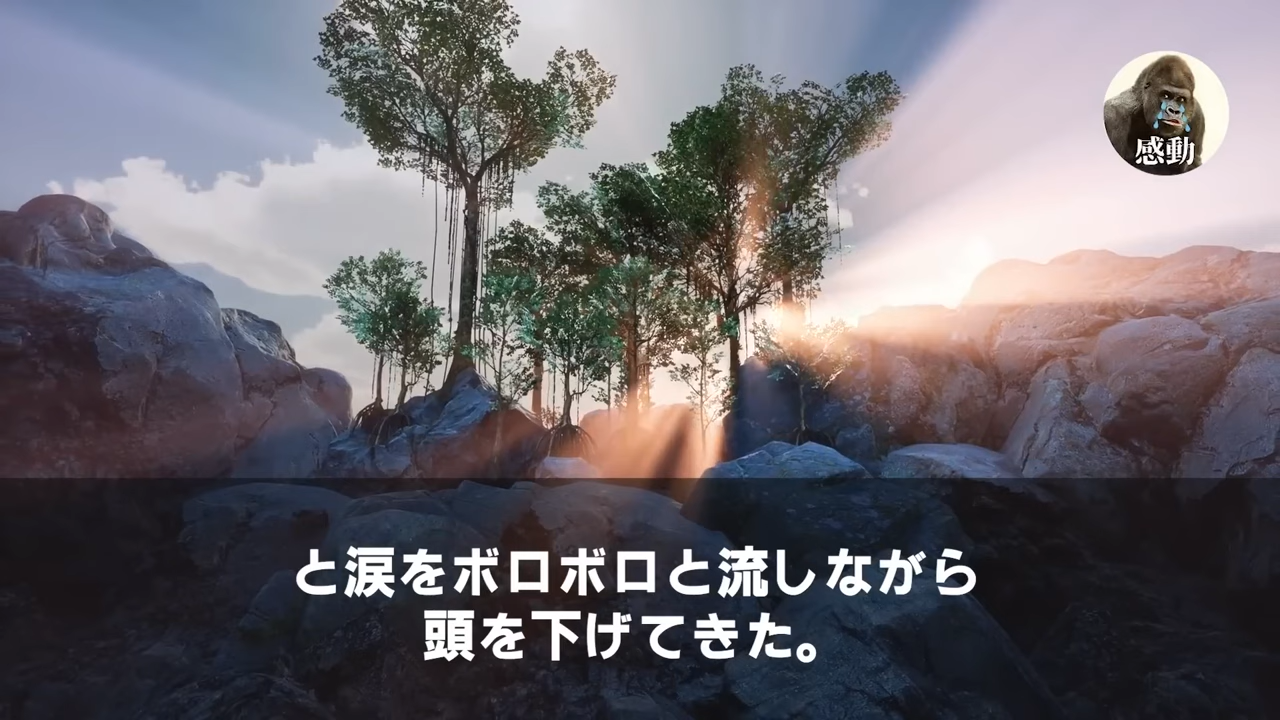 感動
と涙をボロボロと流しながら
頭を下げてきた。